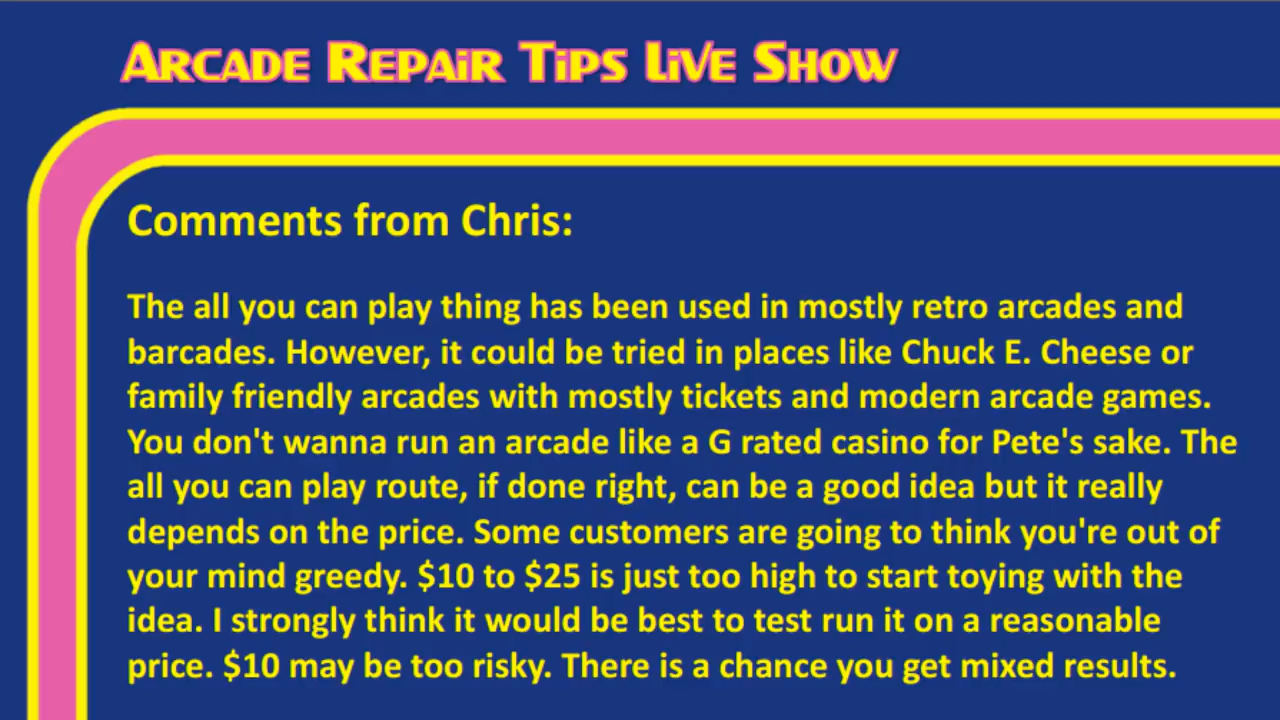 Arcade Repair Tips Live Show
Comments from Chris:
The all you can play thing has been used in mostly retro arcades and
barcades. However, it could be tried in places like Chuck E. Cheese or
family friendly arcades with mostly tickets and modern arcade games.
You don't wanna run an arcade like a G rated casino for Pete's sake. The
all you can play route, if done right, can be a good idea but it really
depends on the price. Some customers are going to think you're out of
your mind greedy. $10 to $25 is just too high to start toying with the
idea. I strongly think it would be best to test run it on a reasonable
price. $10 may be too risky. There is a chance you get mixed results.